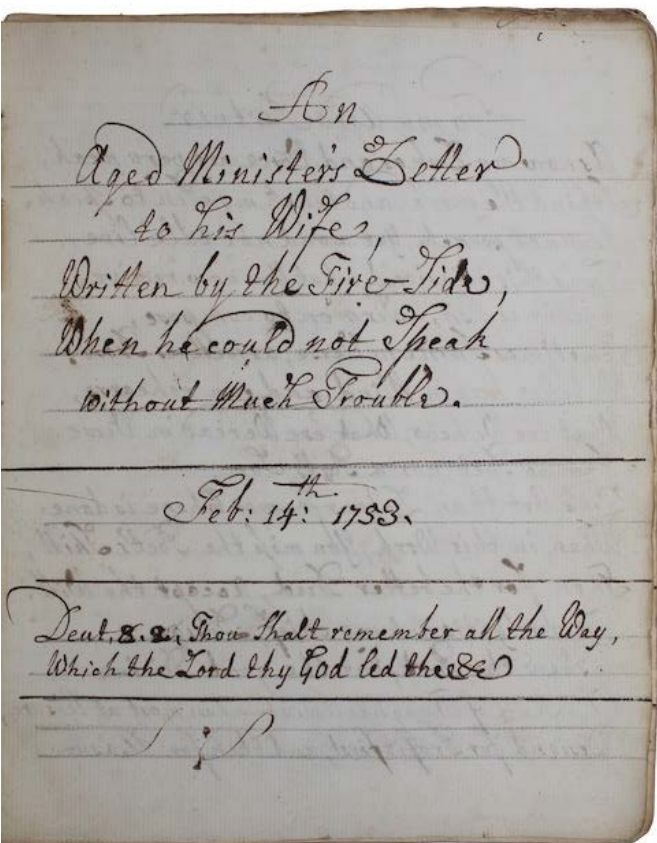 An
Aged Ministers Letter
to his Wife,
Written by the Fire-Side,
When he could not Speak
without Much Trouble.
Feb: 14th: 1753.
Deut, 8. 2, Thou Shalt remember all the Way,
Which the Lord thy God led thee &c